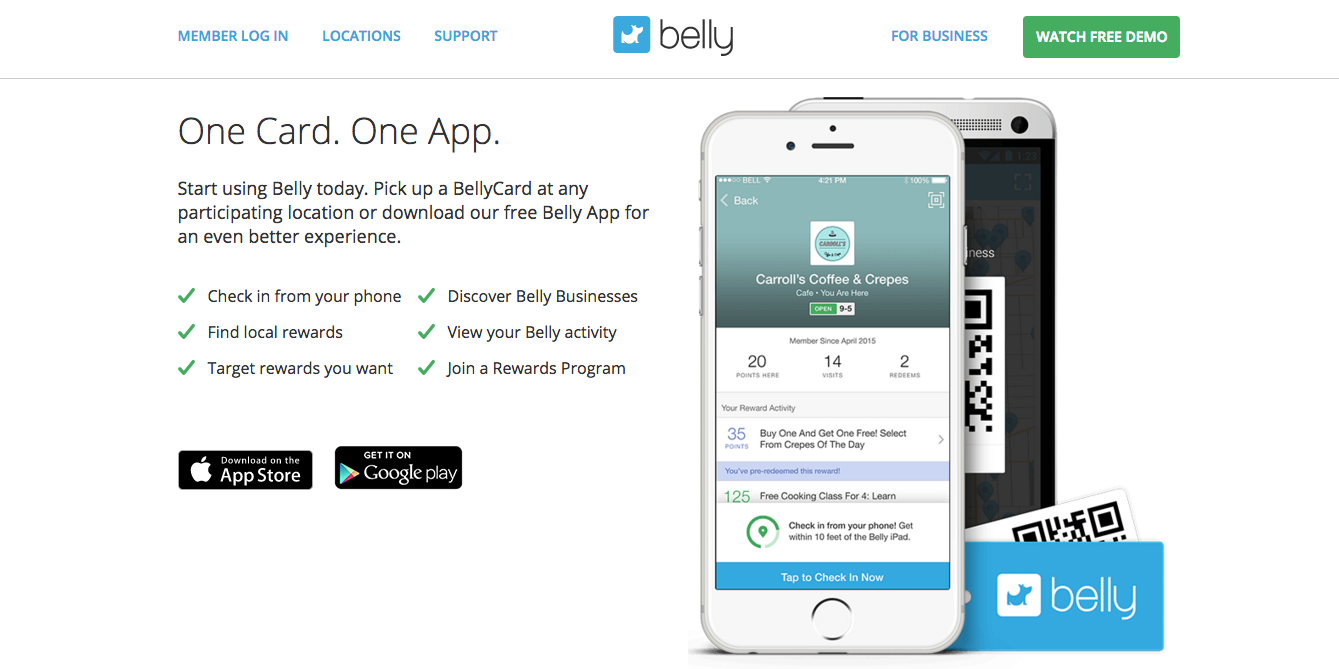 MEMBER LOG IN
LOCATIONS
SUPPORT
belly
FOR BUSINESS
WATCH FREE DEMO
One Card. One App.
Start using Belly today. Pick up a BellyCard at any
participating location or download our free Belly App for
an even better experience.
Check in from your phone
Discover Belly Businesses
Find local rewards
View your Belly activity
Target rewards you want
Join a Rewards Program
Download on the
App Store
GET IT ON
Google play
BELL
4:21 PM
100%
1:23
Back
CARROLL'S
Carroll's Coffee & Crepes
Cafe • You Are Here
OPEN 9-5
Member Since April 2015
20
14
2
POINTS HERE
VISITS
REDEEMS
Your Reward Activity
35
POINTS
Buy One And Get One Free! Select
From Crepes Of The Day
You've pre-redeemed this reward!
125
Free Cooking Class For 4: Learn
Check in from your phone! Get
within 10 feet of the Belly iPad.
Tap to Check In Now
iness
belly